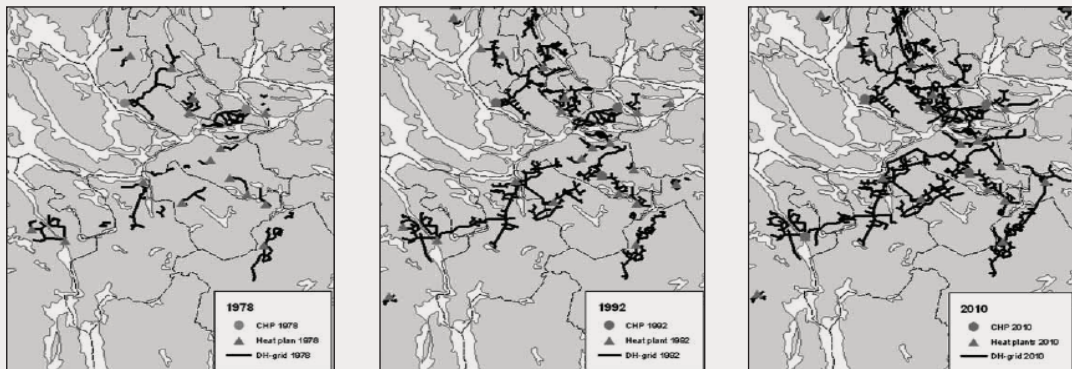 1978
CHP 1978
Heat plan 1978
DH-grid 1978
1992
CHP 1992
Heat plant 1992
DH-grid 1992
2010
CHP 2010
Heat plants 2010
DH-grid 2010